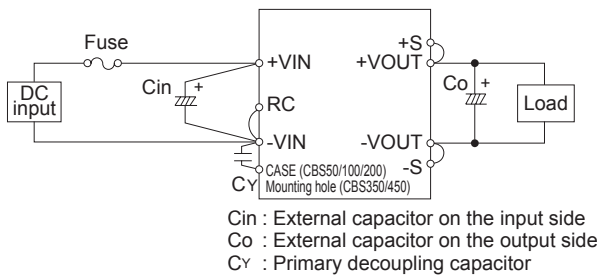 Fuse
DC
input
Cin
+
+VIN
RC
-VIN
CASE (CBS50/100/200)
Mounting hole (CBS350/450)
CY
+S
+VOUT
-VOUT
-S
Co
+
Load
Cin : External capacitor on the input side
Co : External capacitor on the output side
CY : Primary decoupling capacitor